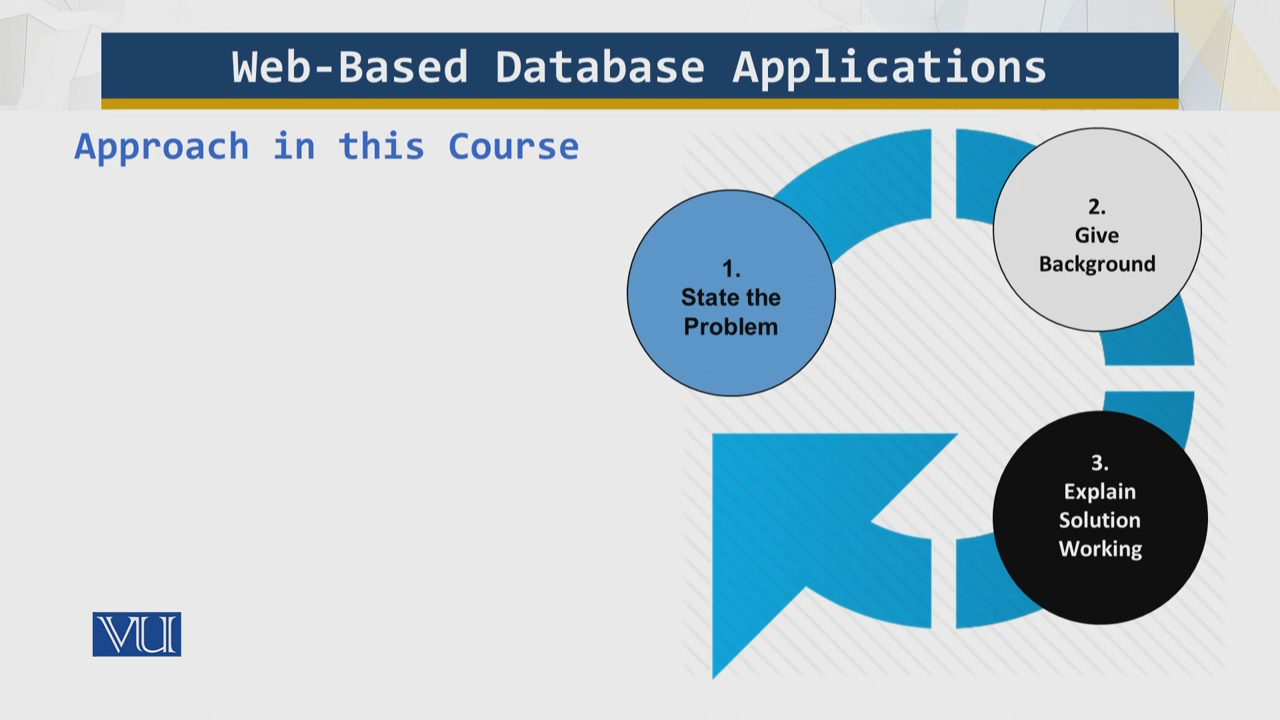 Web-Based Database Applications
Approach in this Course
1.
State the
Problem
2.
Give
Background
3.
Explain
Solution
Working
VU